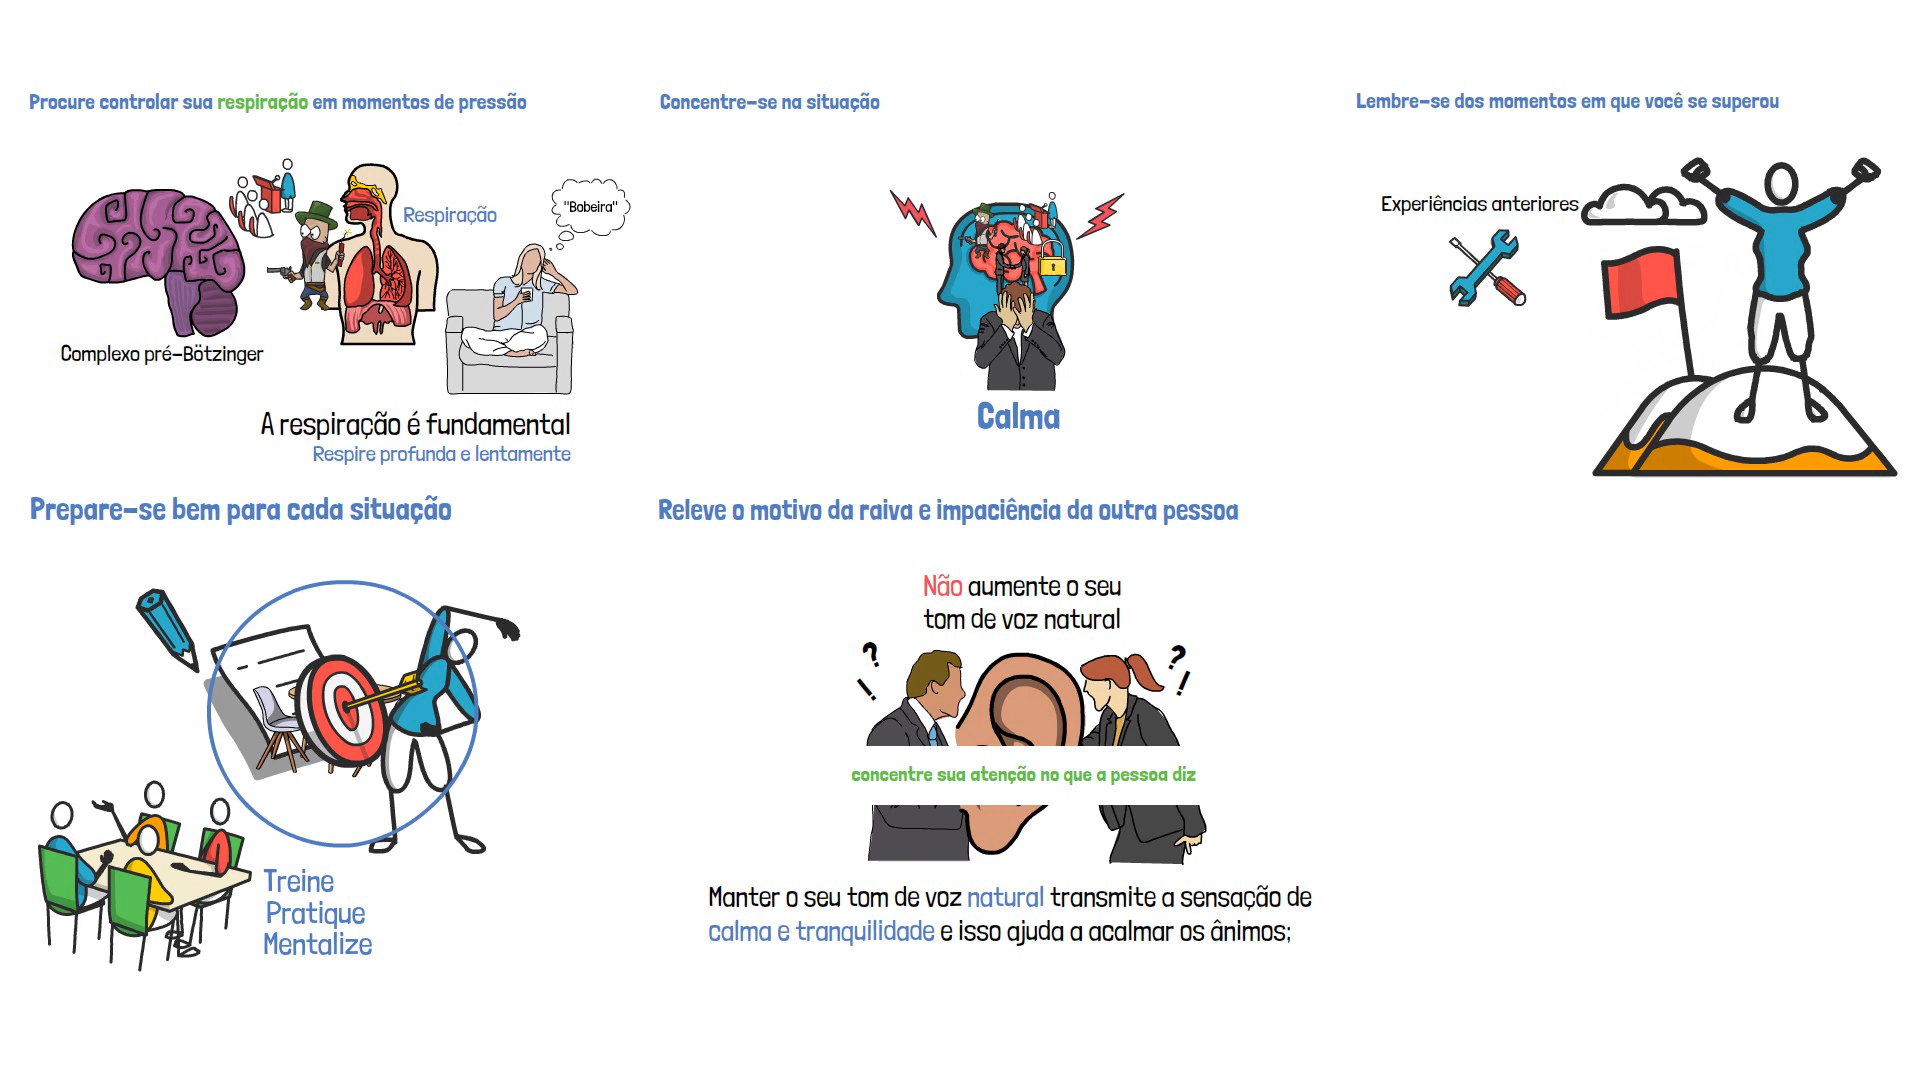 Procure controlar sua respiração em momentos de pressão
Respiração
"Bobeira"
Complexo pré-Bötzinger
A respiração é fundamental
Respire profunda e lentamente
Concentre-se na situação
Calma
Lembre-se dos momentos em que você se superou
Experiências anteriores
Prepare-se bem para cada situação
Treine
Pratique
Mentalize
Releve o motivo da raiva e impaciência da outra pessoa
Não aumente o seu
tom de voz natural
? !
? !
concentre sua atenção no que a pessoa diz
Manter o seu tom de voz natural transmite a sensação de
calma e tranquilidade e isso ajuda a acalmar os ânimos;